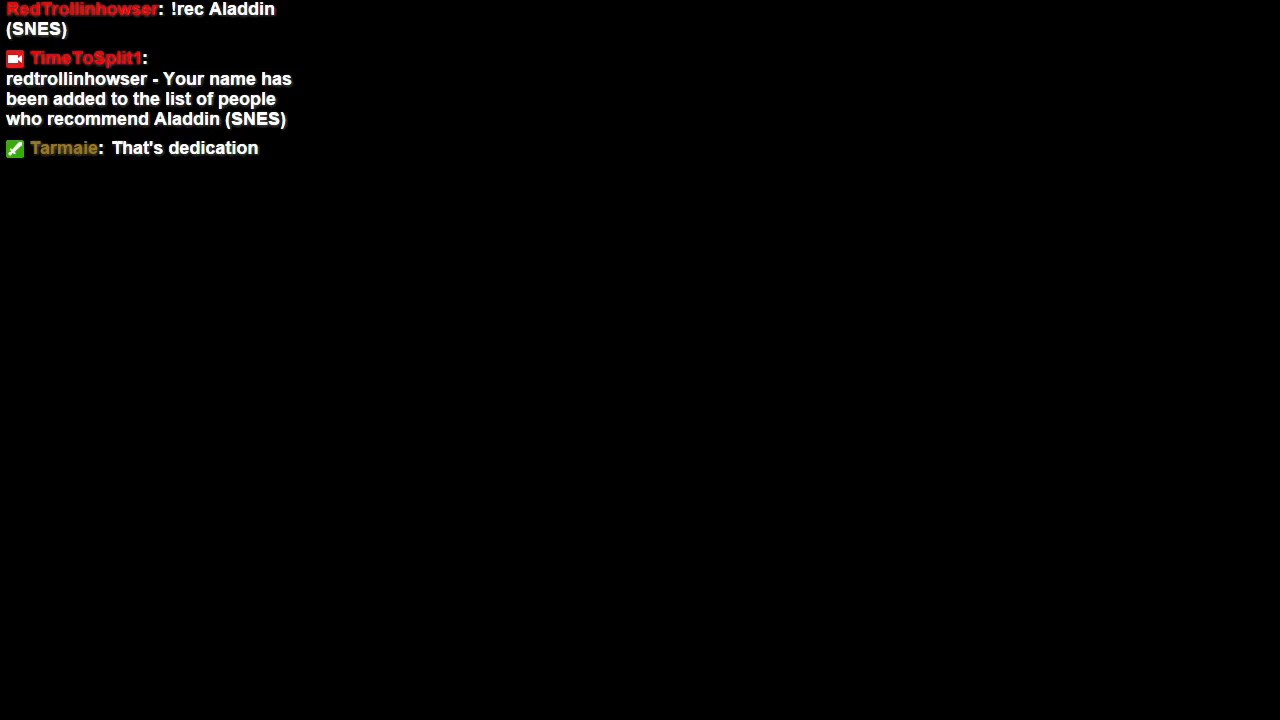 RedTrollinhowser: !rec Aladdin
(SNES)
TimeToSplit1:
redtrollinhowser - Your name has
been added to the list of people
who recommend Aladdin (SNES)
Tarmaie: That's dedication